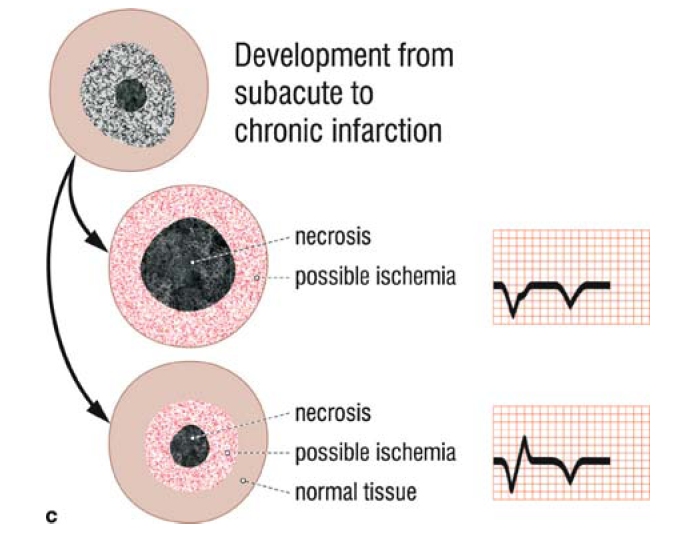 Development from
subacute to
chronic infarction
necrosis
possible ischemia
necrosis
possible ischemia
normal tissue
c